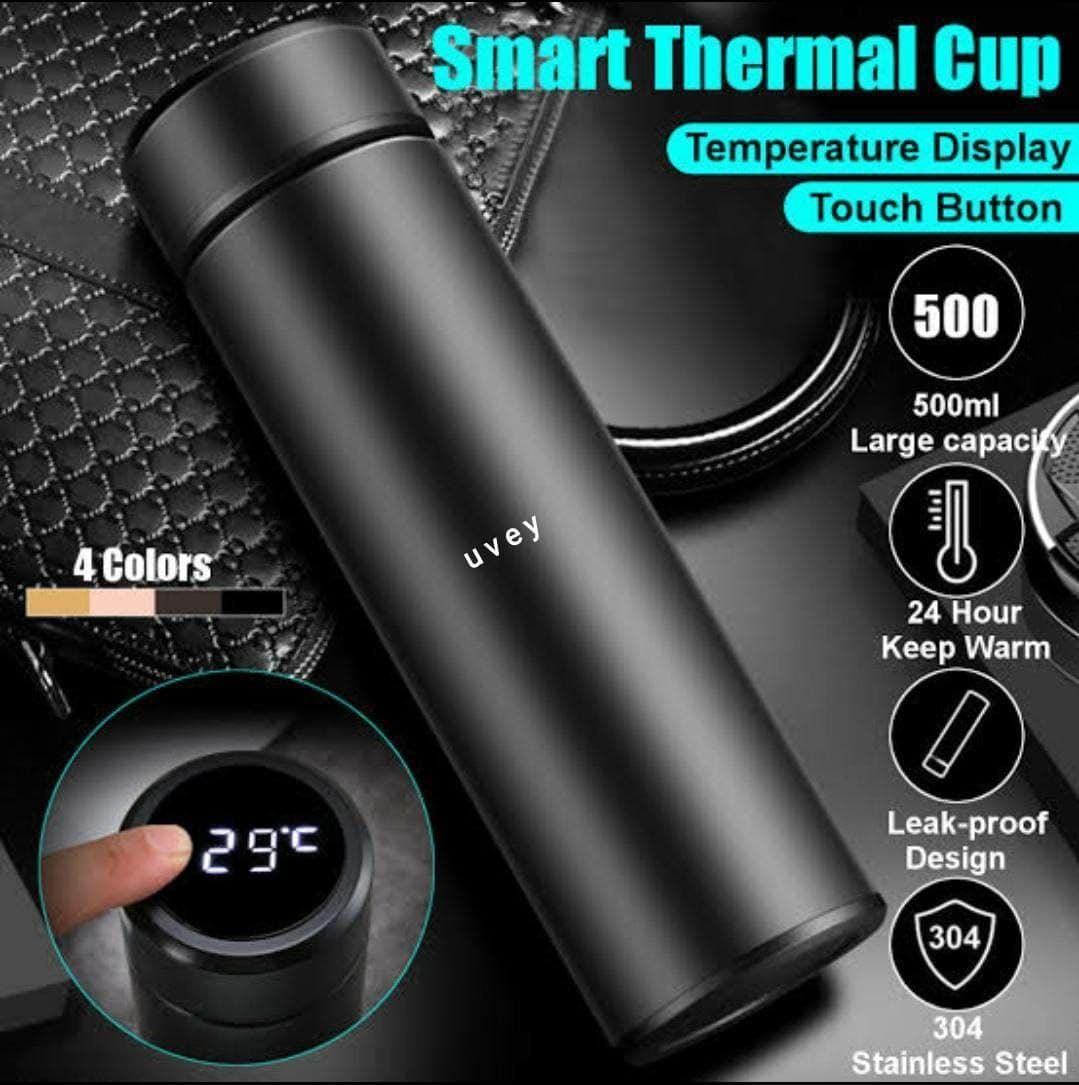 Smart Thermal Cup
Temperature Display
Touch Button
500
500ml
Large capacity
24 Hour
Keep Warm
Leak-proof
Design
304
304
Stainless Steel
uvey
4 Colors
29°C